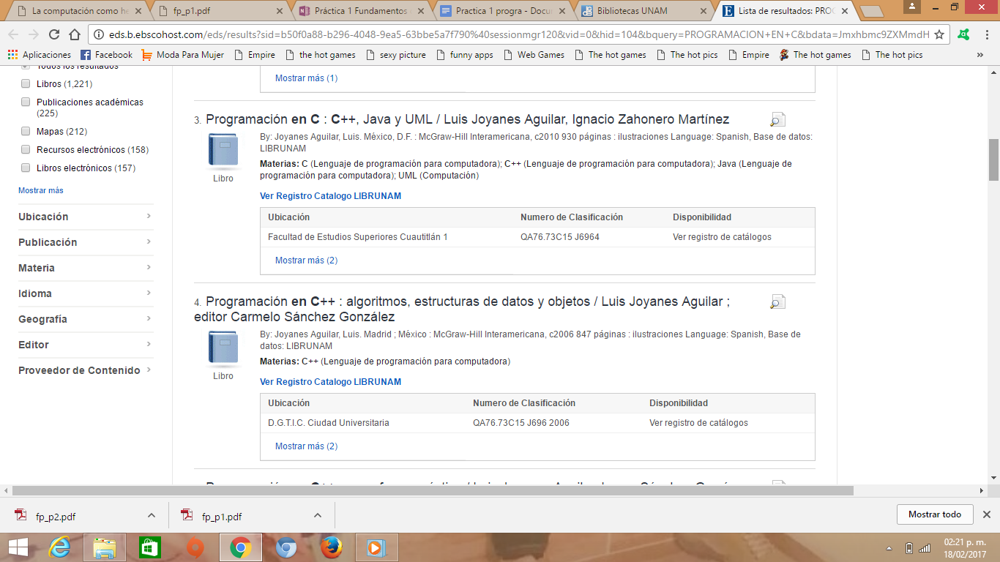 La computación como he
fp_p1.pdf
Práctica 1 Fundamentos
Practica 1 progra - Docu
Bibliotecas UNAM
Lista de resultados: PRO
eds.b.ebscohost.com/eds/results?sid=b50f0a88-b296-4048-9ea5-63bbe5a7f790%40sessionmgr120&vid=0&hid=104&bquery=PROGRAMACION+EN+C&bdata=Jmxhbmc9ZXMmdH
Aplicaciones Facebook Moda Para Mujer Empire the hot games sexy picture funny apps Web Games The hot games The hot pics Empire The hot games The hot pics »
Todos los resultados
Libros (1,221)
Publicaciones académicas
(225)
Mapas (212)
Recursos electrónicos (158)
Libros electrónicos (157)
Mostrar más
Ubicación
Publicación
Materia
Idioma
Geografía
Editor
Proveedor de Contenido
Mostrar más (1)
3. Programación en C : C++, Java y UML / Luis Joyanes Aguilar, Ignacio Zahonero Martínez
Libro
By: Joyanes Aguilar, Luis. México, D.F. : McGraw-Hill Interamericana, c2010 930 páginas : ilustraciones Language: Spanish, Base de datos:
LIBRUNAM
Materias: C (Lenguaje de programación para computadora); C++ (Lenguaje de programación para computadora); Java (Lenguaje de
programación para computadora); UML (Computación)
Ver Registro Catalogo LIBRUNAM
Ubicación Numero de Clasificación Disponibilidad
Facultad de Estudios Superiores Cuautitlán 1 QA76.73C15 J6964 Ver registro de catálogos
Mostrar más (2)
4. Programación en C++ : algoritmos, estructuras de datos y objetos / Luis Joyanes Aguilar ;
editor Carmelo Sánchez González
Libro
By: Joyanes Aguilar, Luis. Madrid ; México : McGraw-Hill Interamericana, c2006 847 páginas : ilustraciones Language: Spanish, Base de
datos: LIBRUNAM
Materias: C++ (Lenguaje de programación para computadora)
Ver Registro Catalogo LIBRUNAM
Ubicación Numero de Clasificación Disponibilidad
D.G.T.I.C. Ciudad Universitaria QA76.73C15 J696 2006 Ver registro de catálogos
Mostrar más (2)
fp_p2.pdf
fp_p1.pdf
Mostrar todo
02:21 p. m.
18/02/2017